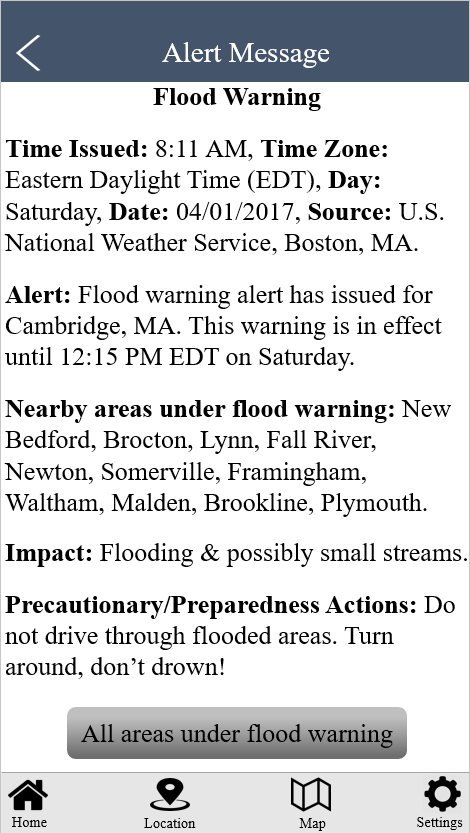 Alert Message
Flood Warning
Time Issued: 8:11 AM, Time Zone:
Eastern Daylight Time (EDT), Day:
Saturday, Date: 04/01/2017, Source: U.S.
National Weather Service, Boston, MA.
Alert: Flood warning alert has issued for
Cambridge, MA. This warning is in effect
until 12:15 PM EDT on Saturday.
Nearby areas under flood warning: New
Bedford, Brocton, Lynn, Fall River,
Newton, Somerville, Framingham,
Waltham, Malden, Brookline, Plymouth.
Impact: Flooding & possibly small streams.
Precautionary/Preparedness Actions: Do
not drive through flooded areas. Turn
around, don’t drown!
All areas under flood warning
Home Location Map Settings